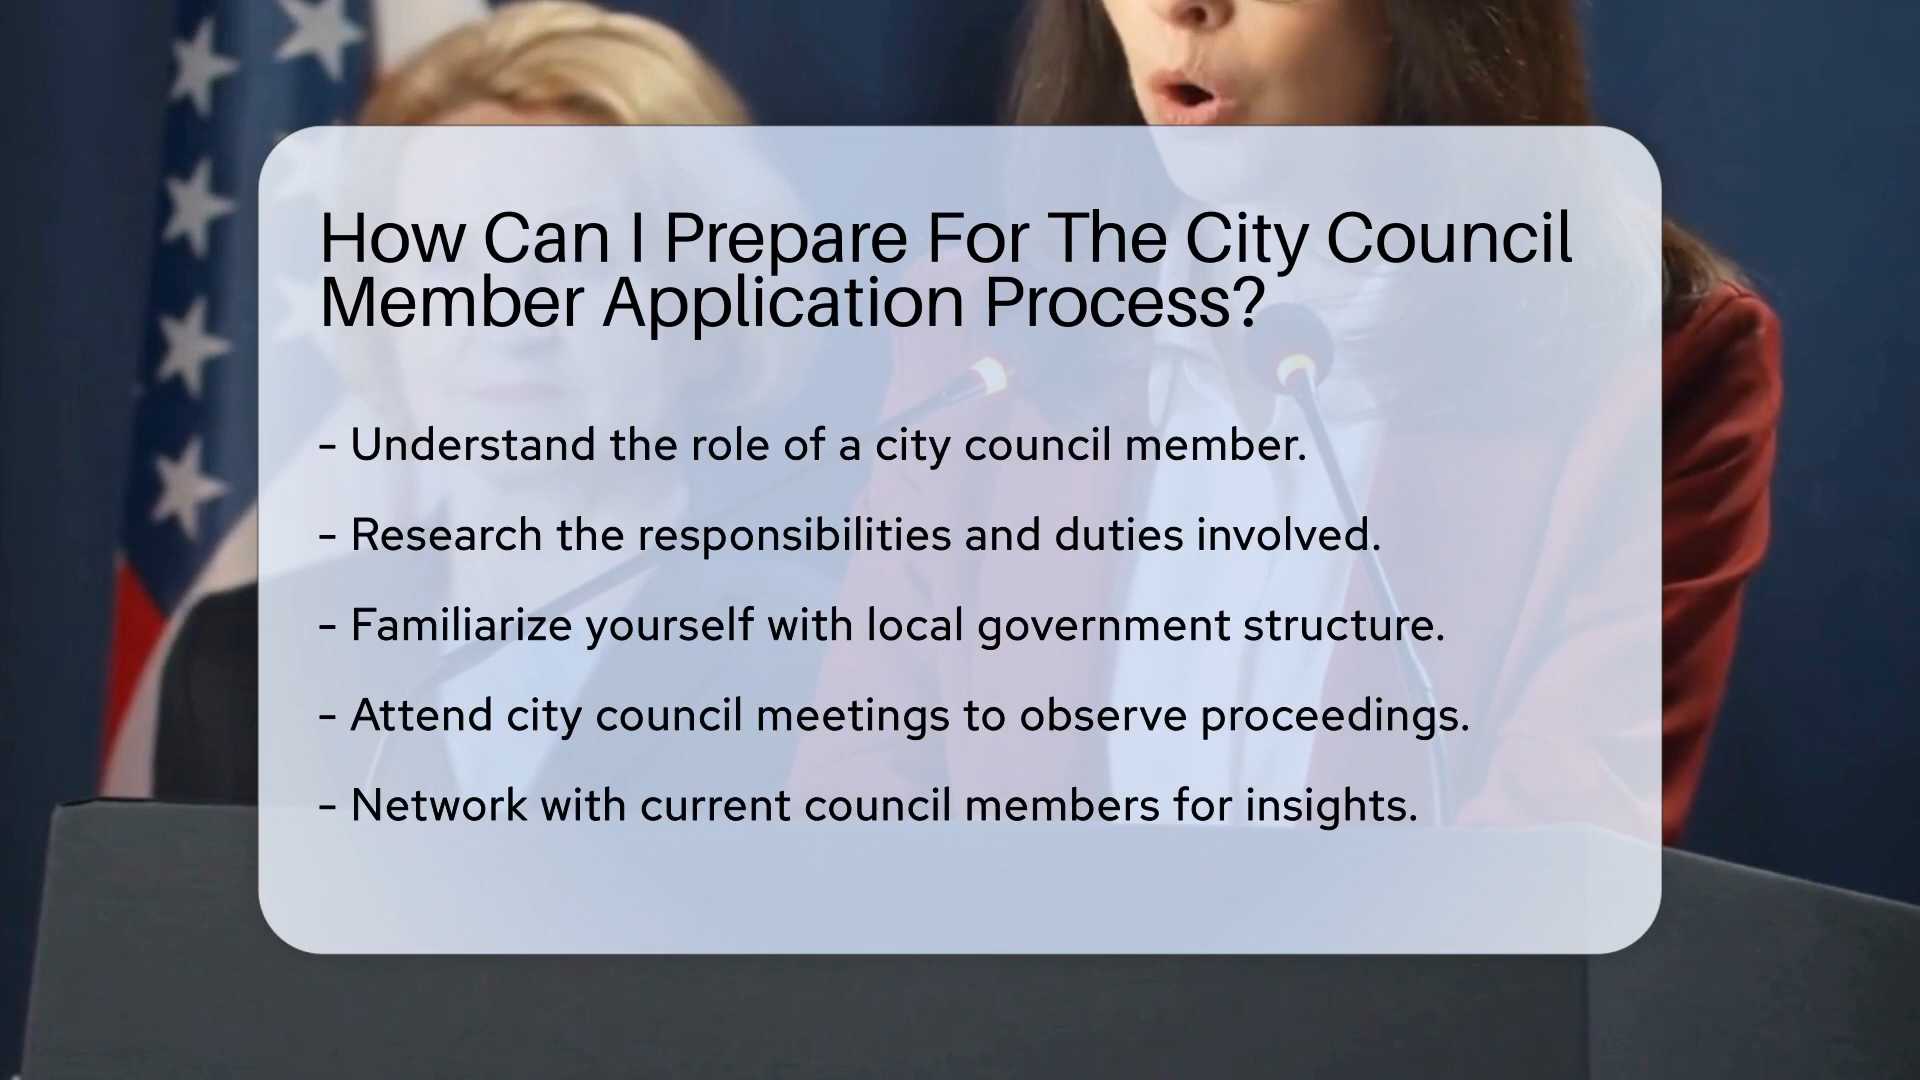 How Can I Prepare For The City Council
Member Application Process?
- Understand the role of a city council member.
- Research the responsibilities and duties involved.
- Familiarize yourself with local government structure.
- Attend city council meetings to observe proceedings.
- Network with current council members for insights.